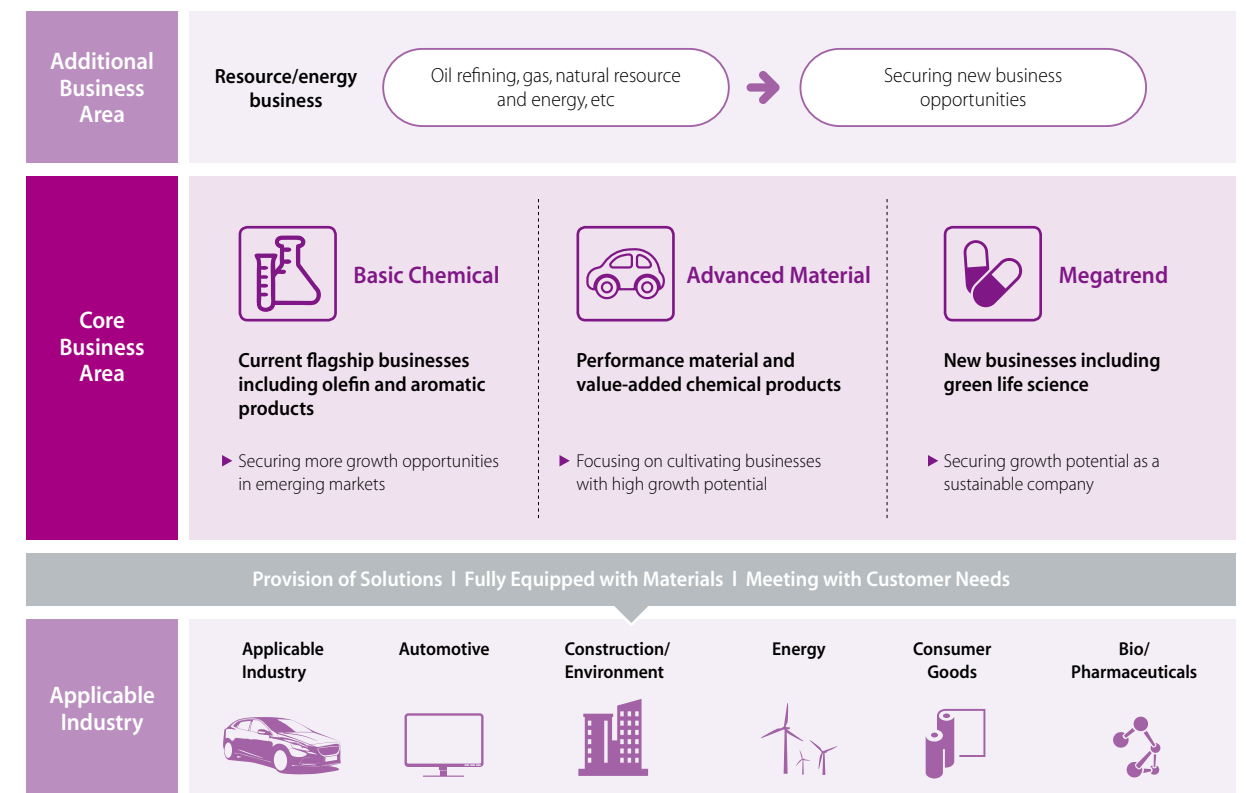 Additional
Business
Area
Resource/energy
business
Oil refining, gas, natural resource
and energy, etc
Securing new business
opportunities
Core
Business
Area
Basic Chemical
Current flagship businesses
including olefin and aromatic
products
Securing more growth opportunities
in emerging markets
Advanced Material
Performance material and
value-added chemical products
Focusing on cultivating businesses
with high growth potential
Megatrend
New businesses including
green life science
Securing growth potential as a
sustainable company
Provision of Solutions l Fully Equipped with Materials l Meeting with Customer Needs
Applicable
Industry
Applicable
Industry
Automotive
Construction/
Environment
Energy
Consumer
Goods
Bio/
Pharmaceuticals